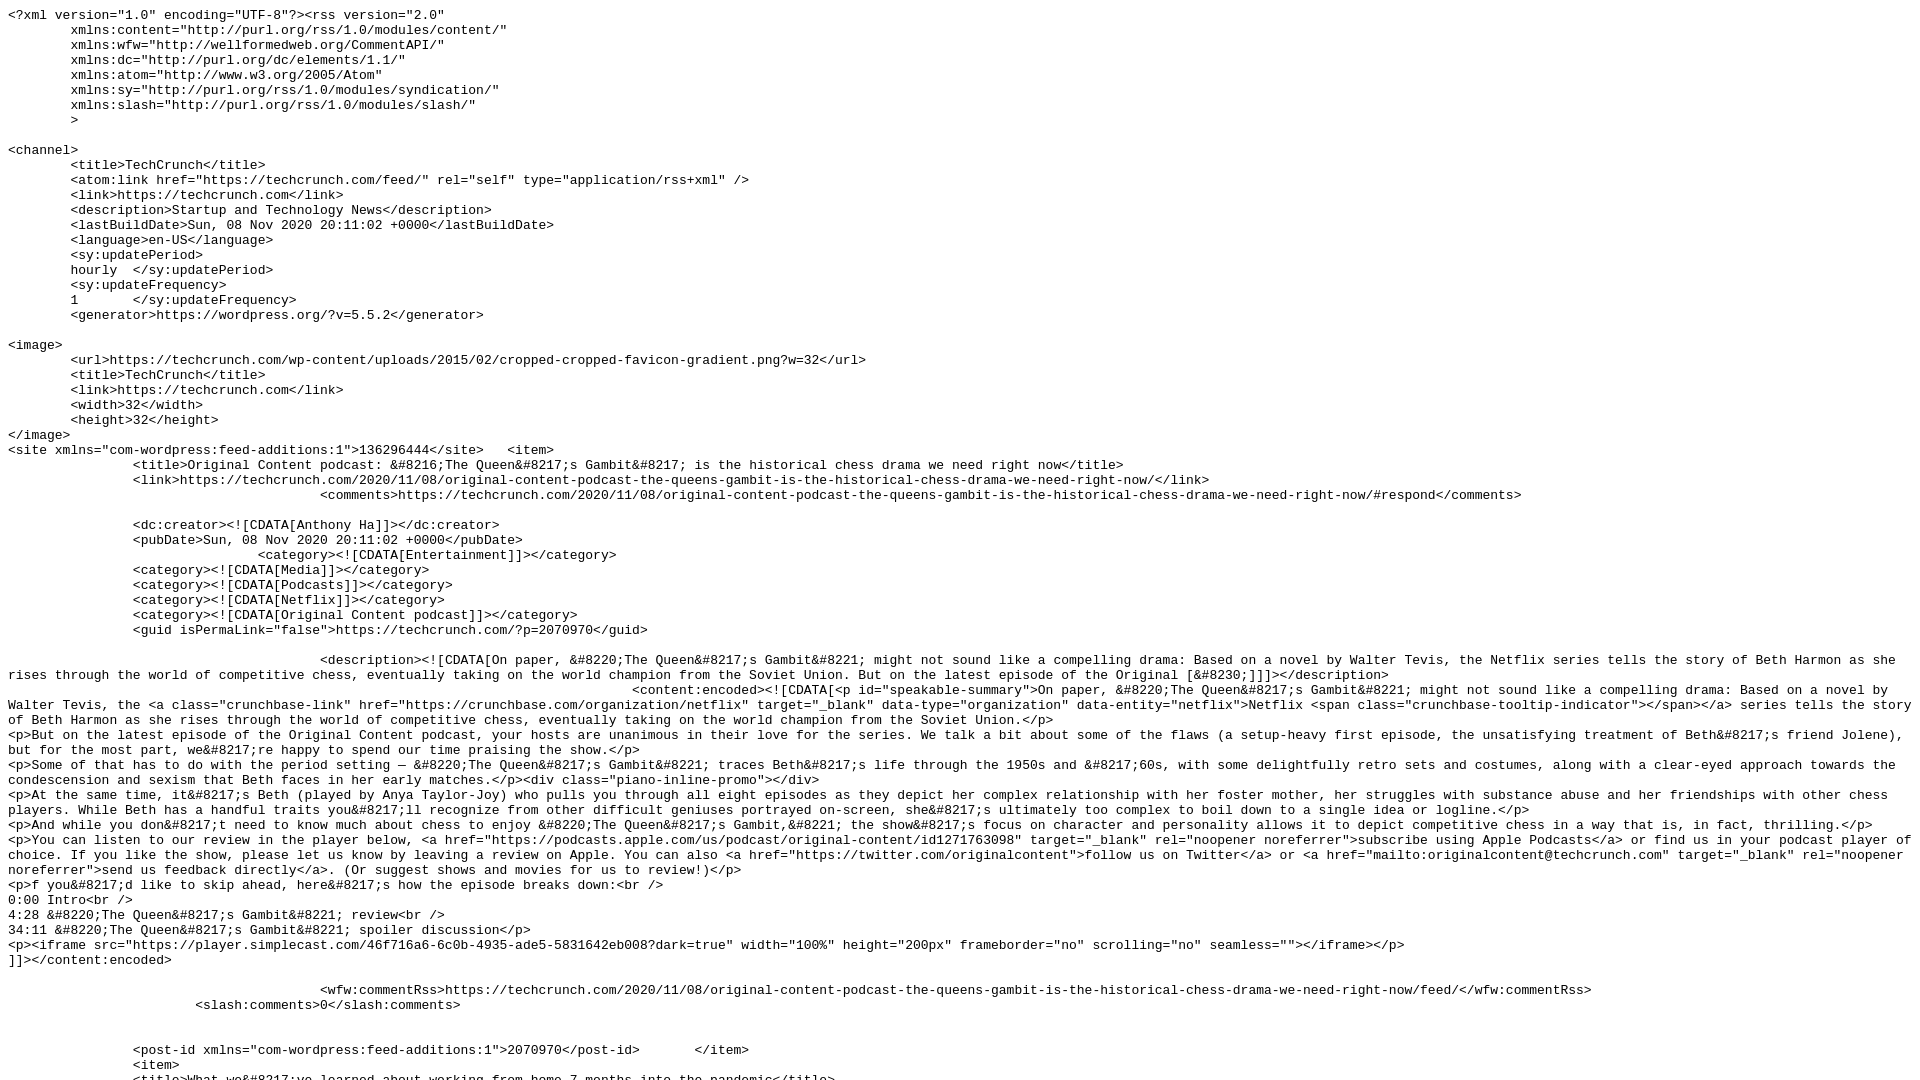 <?xml version="1.0" encoding="UTF-8"?><rss version="2.0"
xmlns:content="http://purl.org/rss/1.0/modules/content/"
xmlns:wfw="http://wellformedweb.org/CommentAPI/"
xmlns:dc="http://purl.org/dc/elements/1.1/"
xmlns:atom="http://www.w3.org/2005/Atom"
xmlns:sy="http://purl.org/rss/1.0/modules/syndication/"
xmlns:slash="http://purl.org/rss/1.0/modules/slash/"
>
<channel>
<title>TechCrunch</title>
<atom:link href="https://techcrunch.com/feed/" rel="self" type="application/rss+xml" />
<link>https://techcrunch.com</link>
<description>Startup and Technology News</description>
<lastBuildDate>Sun, 08 Nov 2020 20:11:02 +0000</lastBuildDate>
<language>en-US</language>
<sy:updatePeriod>
hourly  </sy:updatePeriod>
<sy:updateFrequency>
1       </sy:updateFrequency>
<generator>https://wordpress.org/?v=5.5.2</generator>
<image>
<url>https://techcrunch.com/wp-content/uploads/2015/02/cropped-cropped-favicon-gradient.png?w=32</url>
<title>TechCrunch</title>
<link>https://techcrunch.com</link>
<width>32</width>
<height>32</height>
</image>
<site xmlns="com-wordpress:feed-additions:1">136296444</site>   <item>
<title>Original Content podcast: &#8216;The Queen&#8217;s Gambit&#8217; is the historical chess drama we need right now</title>
<link>https://techcrunch.com/2020/11/08/original-content-podcast-the-queens-gambit-is-the-historical-chess-drama-we-need-right-now/</link>
<comments>https://techcrunch.com/2020/11/08/original-content-podcast-the-queens-gambit-is-the-historical-chess-drama-we-need-right-now/#respond</comments>
<dc:creator><![CDATA[Anthony Ha]]></dc:creator>
<pubDate>Sun, 08 Nov 2020 20:11:02 +0000</pubDate>
<category><![CDATA[Entertainment]]></category>
<category><![CDATA[Media]]></category>
<category><![CDATA[Podcasts]]></category>
<category><![CDATA[Netflix]]></category>
<category><![CDATA[Original Content podcast]]></category>
<guid isPermaLink="false">https://techcrunch.com/?p=2070970</guid>
<description><![CDATA[On paper, &#8220;The Queen&#8217;s Gambit&#8221; might not sound like a compelling drama: Based on a novel by Walter Tevis, the Netflix series tells the story of Beth Harmon as she
rises through the world of competitive chess, eventually taking on the world champion from the Soviet Union. But on the latest episode of the Original [&#8230;]]]></description>
<content:encoded><![CDATA[<p id="speakable-summary">On paper, &#8220;The Queen&#8217;s Gambit&#8221; might not sound like a compelling drama: Based on a novel by
Walter Tevis, the <a class="crunchbase-link" href="https://crunchbase.com/organization/netflix" target="_blank" data-type="organization" data-entity="netflix">Netflix <span class="crunchbase-tooltip-indicator"></span></a> series tells the story
of Beth Harmon as she rises through the world of competitive chess, eventually taking on the world champion from the Soviet Union.</p>
<p>But on the latest episode of the Original Content podcast, your hosts are unanimous in their love for the series. We talk a bit about some of the flaws (a setup-heavy first episode, the unsatisfying treatment of Beth&#8217;s friend Jolene),
but for the most part, we&#8217;re happy to spend our time praising the show.</p>
<p>Some of that has to do with the period setting — &#8220;The Queen&#8217;s Gambit&#8221; traces Beth&#8217;s life through the 1950s and &#8217;60s, with some delightfully retro sets and costumes, along with a clear-eyed approach towards the
condescension and sexism that Beth faces in her early matches.</p><div class="piano-inline-promo"></div>
<p>At the same time, it&#8217;s Beth (played by Anya Taylor-Joy) who pulls you through all eight episodes as they depict her complex relationship with her foster mother, her struggles with substance abuse and her friendships with other chess
players. While Beth has a handful traits you&#8217;ll recognize from other difficult geniuses portrayed on-screen, she&#8217;s ultimately too complex to boil down to a single idea or logline.</p>
<p>And while you don&#8217;t need to know much about chess to enjoy &#8220;The Queen&#8217;s Gambit,&#8221; the show&#8217;s focus on character and personality allows it to depict competitive chess in a way that is, in fact, thrilling.</p>
<p>You can listen to our review in the player below, <a href="https://podcasts.apple.com/us/podcast/original-content/id1271763098" target="_blank" rel="noopener noreferrer">subscribe using Apple Podcasts</a> or find us in your podcast player of
choice. If you like the show, please let us know by leaving a review on Apple. You can also <a href="https://twitter.com/originalcontent">follow us on Twitter</a> or <a href="mailto:originalcontent@techcrunch.com" target="_blank" rel="noopener
noreferrer">send us feedback directly</a>. (Or suggest shows and movies for us to review!)</p>
<p>f you&#8217;d like to skip ahead, here&#8217;s how the episode breaks down:<br />
0:00 Intro<br />
4:28 &#8220;The Queen&#8217;s Gambit&#8221; review<br />
34:11 &#8220;The Queen&#8217;s Gambit&#8221; spoiler discussion</p>
<p><iframe src="https://player.simplecast.com/46f716a6-6c0b-4935-ade5-5831642eb008?dark=true" width="100%" height="200px" frameborder="no" scrolling="no" seamless=""></iframe></p>
]]></content:encoded>
<wfw:commentRss>https://techcrunch.com/2020/11/08/original-content-podcast-the-queens-gambit-is-the-historical-chess-drama-we-need-right-now/feed/</wfw:commentRss>
<slash:comments>0</slash:comments>
<post-id xmlns="com-wordpress:feed-additions:1">2070970</post-id>       </item>
<item>
<title>What we&#8217;ve learned about working from home 7 months into the pandemic</title>